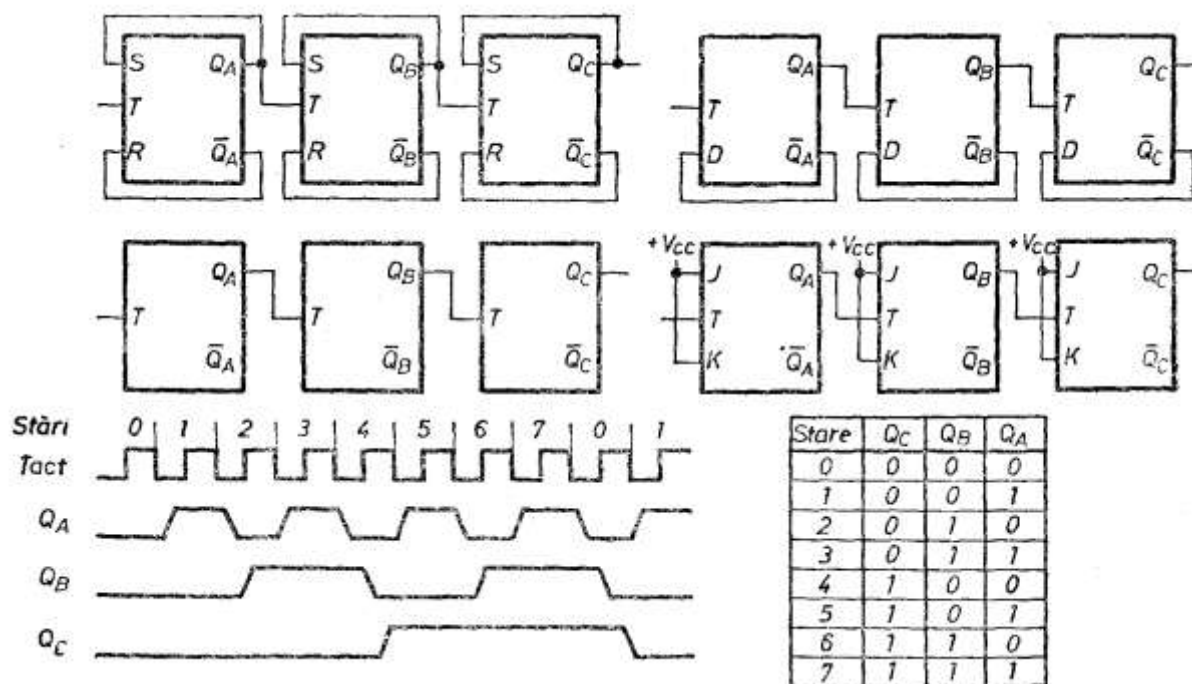 S Q_A S Q_B S Q_C
T T T
R Q̅_A R Q̅_B R Q̅_C
Q_A Q_B Q_C
T T T
D Q̅_A D Q̅_B D Q̅_C
Q_A Q_B Q_C
T T T
Q̅_A Q̅_B Q̅_C
+V_CC +V_CC +V_CC
J Q_A J Q_B J Q_C
T T T
K Q̅_A K Q̅_B K Q̅_C
Stări 0 1 2 3 4 5 6 7 0 1
Tact
Q_A
Q_B
Q_C
Stare Q_C Q_B Q_A
0 0 0 0
1 0 0 1
2 0 1 0
3 0 1 1
4 1 0 0
5 1 0 1
6 1 1 0
7 1 1 1